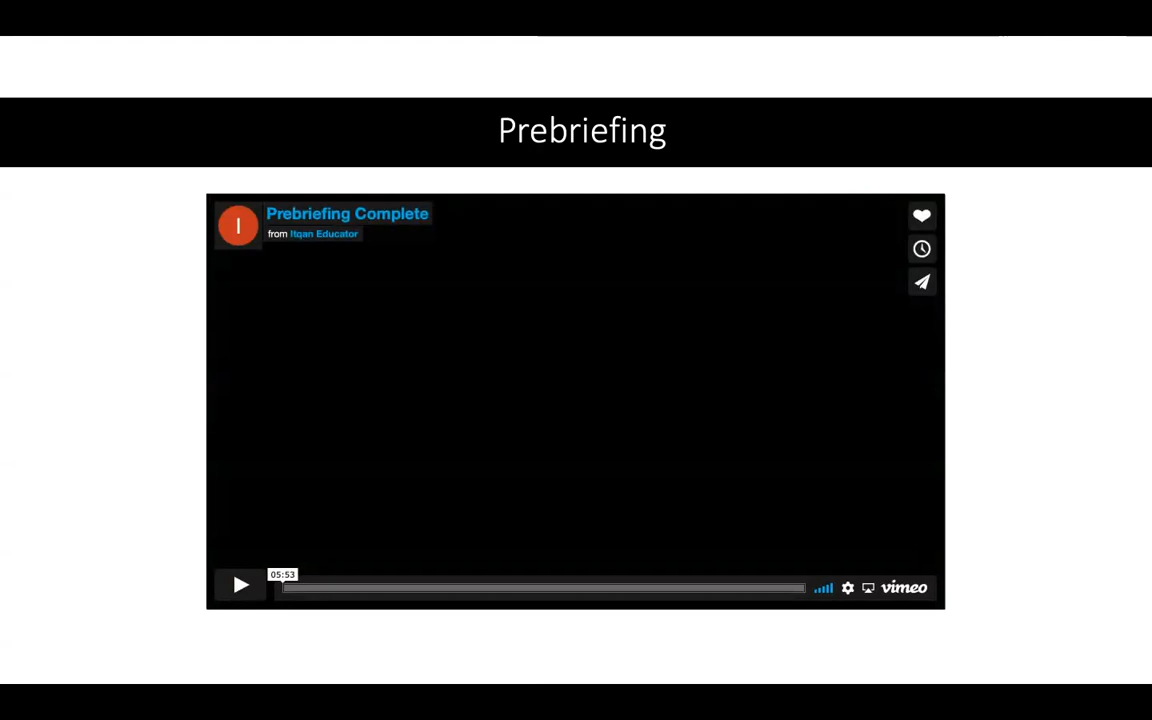 Prebriefing
I
Prebriefing Complete
from Itqan Educator
05:53
vimeo